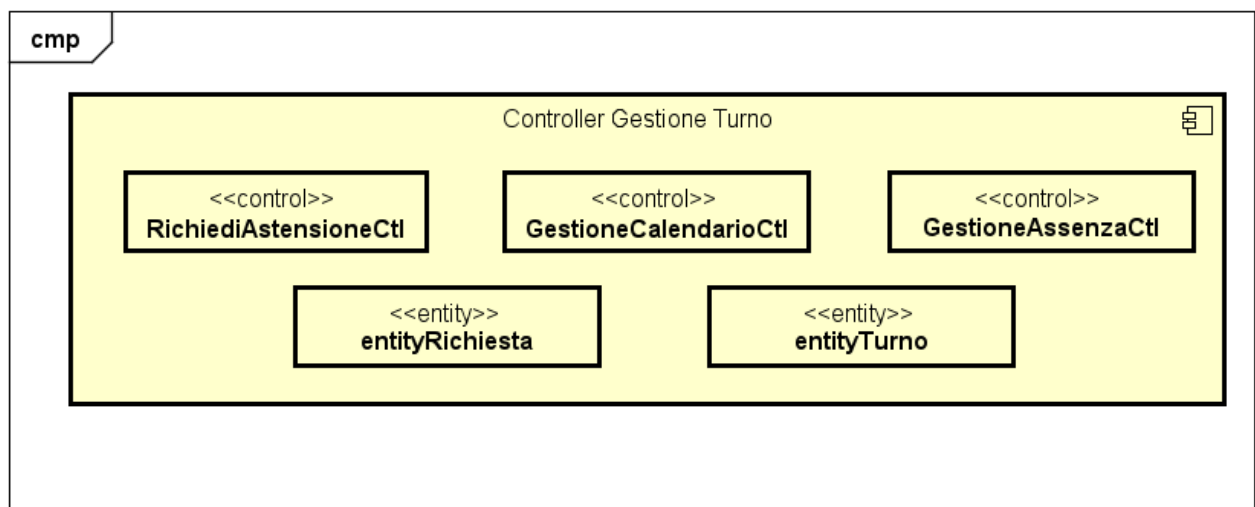 cmp
Controller Gestione Turno
<<control>>
RichiediAstensioneCtl
<<control>>
GestioneCalendarioCtl
<<control>>
GestioneAssenzaCtl
<<entity>>
entityRichiesta
<<entity>>
entityTurno